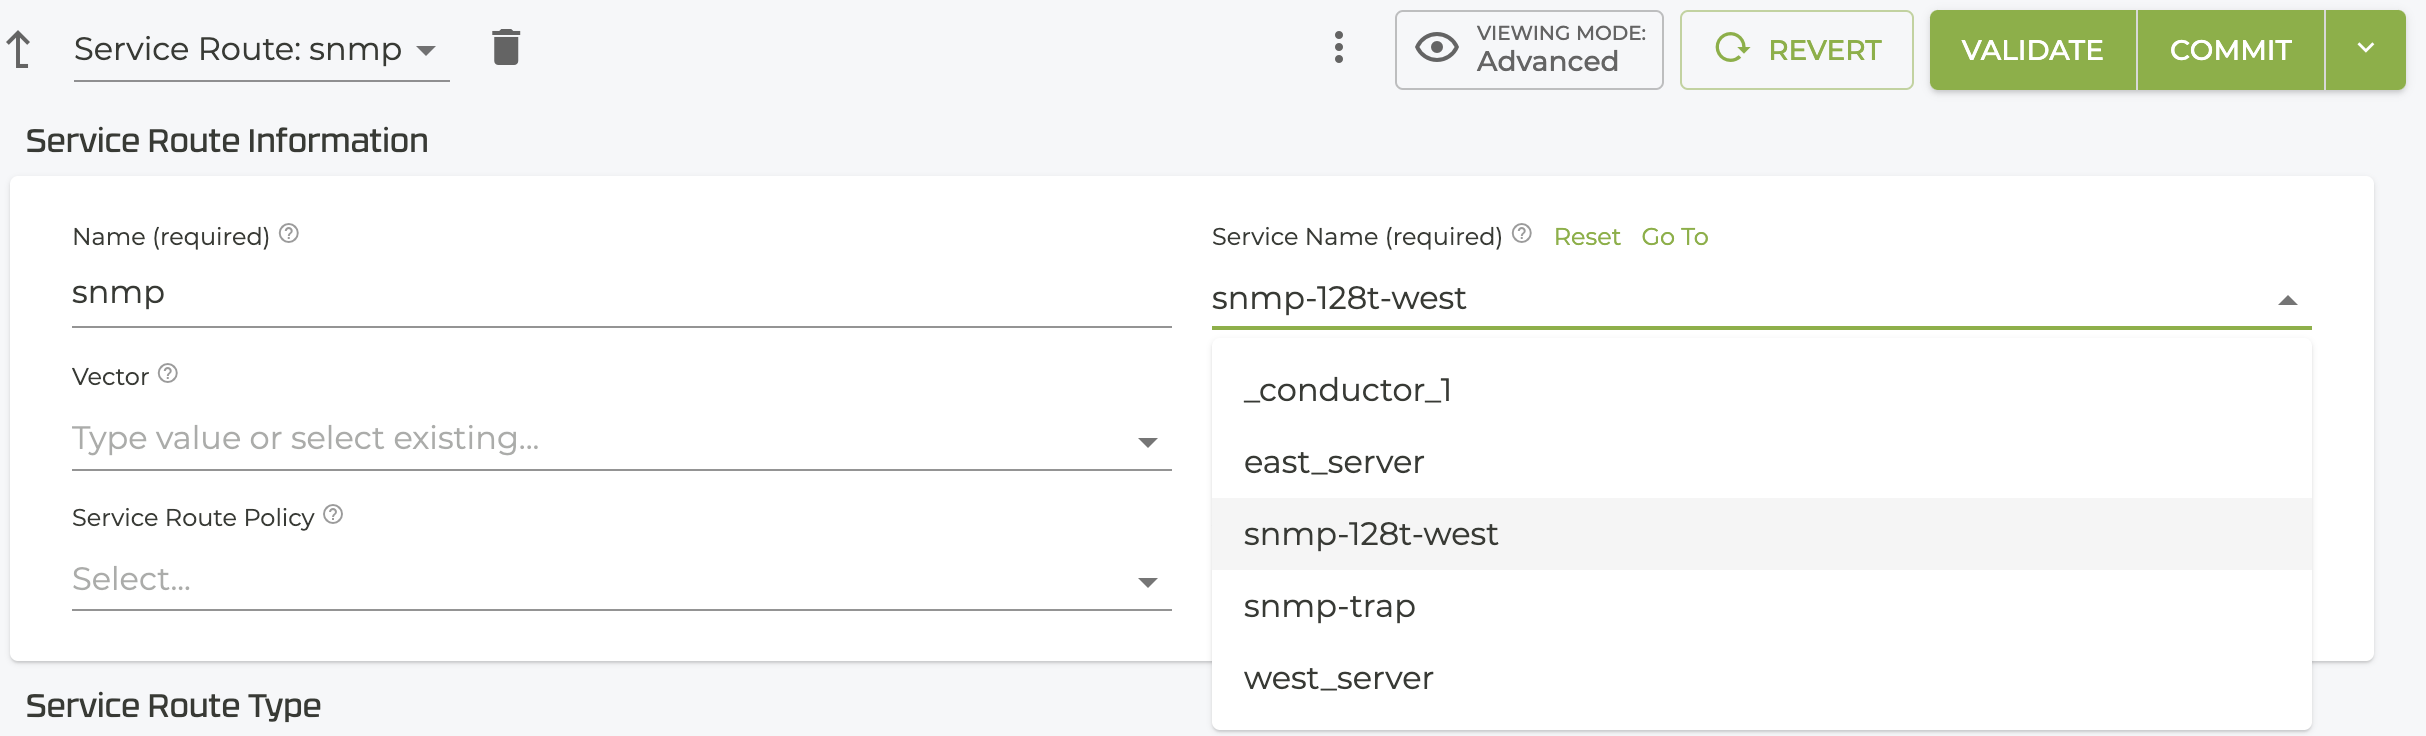 Service Route: snmp
VIEWING MODE:
Advanced
REVERT
VALIDATE
COMMIT
Service Route Information
Name (required) ?
snmp
Service Name (required) ? Reset Go To
snmp-128t-west
_conductor_1
east_server
snmp-128t-west
snmp-trap
west_server
Vector ?
Type value or select existing...
Service Route Policy ?
Select...
Service Route Type